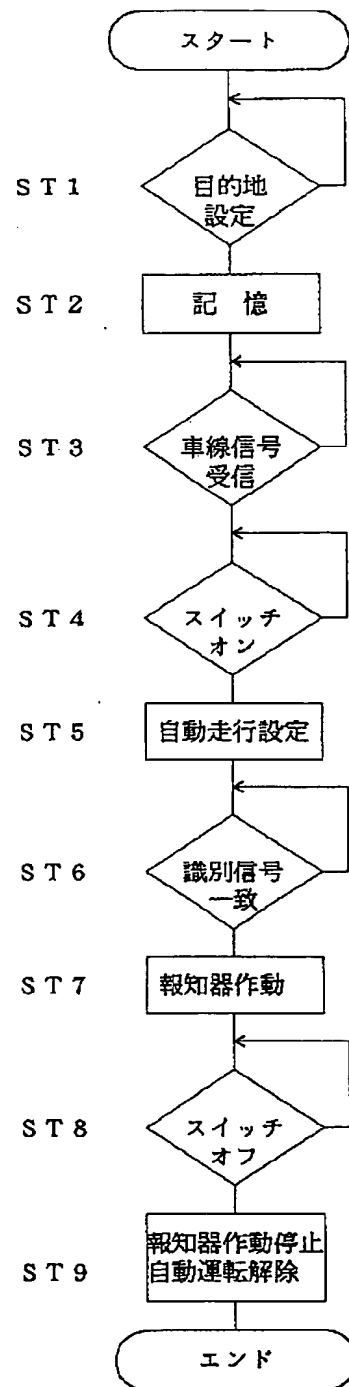 スタート
ST1
目的地
設定
ST2
記憶
ST3
車線信号
受信
ST4
スイッチ
オン
ST5
自動走行設定
ST6
識別信号
一致
ST7
報知器作動
ST8
スイッチ
オフ
ST9
報知器作動停止
自動運転解除
エンド